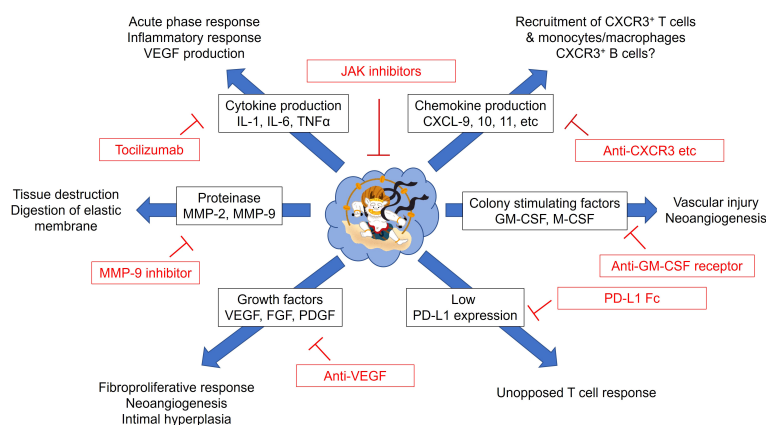 Acute phase response
Inflammatory response
VEGF production
Recruitment of CXCR3⁺ T cells
& monocytes/macrophages
CXCR3⁺ B cells?
JAK inhibitors
Cytokine production
IL-1, IL-6, TNFα
Chemokine production
CXCL-9, 10, 11, etc
Tocilizumab
Anti-CXCR3 etc
Tissue destruction
Digestion of elastic
membrane
Proteinase
MMP-2, MMP-9
Colony stimulating factors
GM-CSF, M-CSF
Vascular injury
Neoangiogenesis
MMP-9 inhibitor
Anti-GM-CSF receptor
Growth factors
VEGF, FGF, PDGF
Low
PD-L1 expression
PD-L1 Fc
Anti-VEGF
Fibroproliferative response
Neoangiogenesis
Intimal hyperplasia
Unopposed T cell response